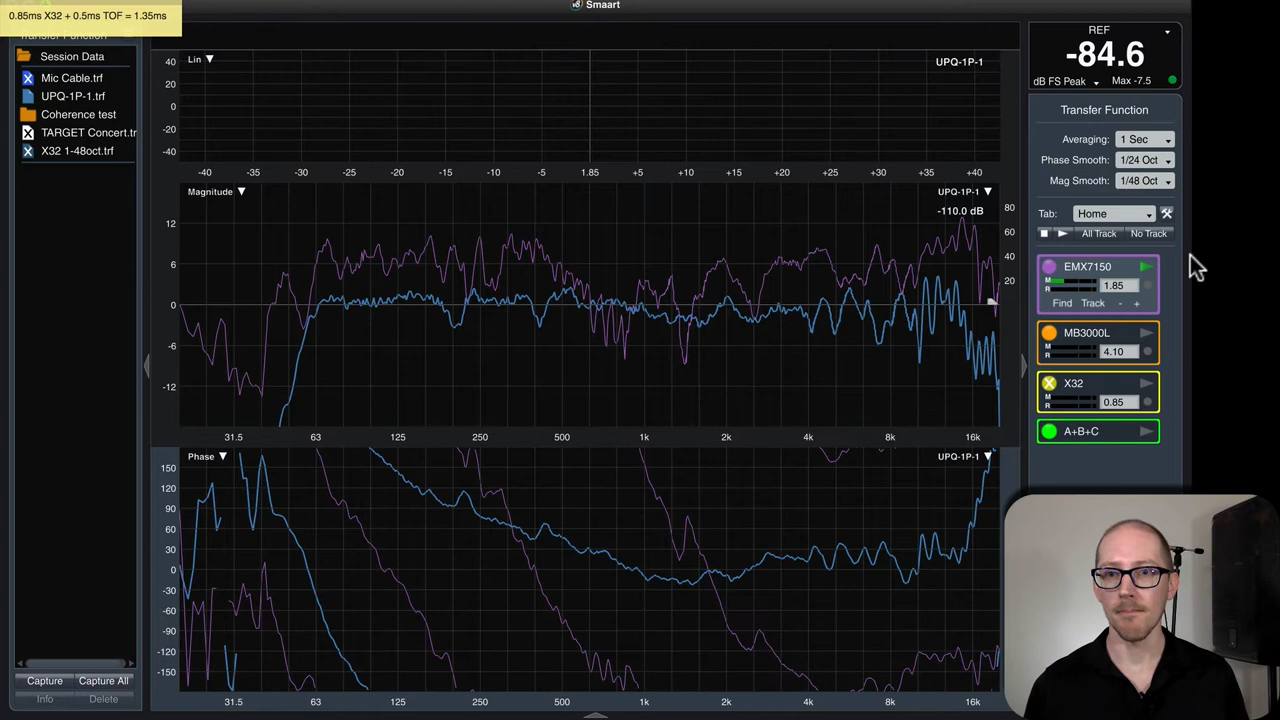 Smaart
0.85ms X32 + 0.5ms TOF = 1.35ms
Transfer Function
Session Data
Mic Cable.trf
UPQ-1P-1.trf
Coherence test
TARGET Concert.tr
X32 1-48oct.trf
Capture
Capture All
Info
Delete
Lin
UPQ-1P-1
40
20
0
-20
-40
-40 -35 -30 -25 -20 -15 -10 -5 1.85 +5 +10 +15 +20 +25 +30 +35 +40
Magnitude
UPQ-1P-1
-110.0 dB
12
6
0
-6
-12
80
60
40
20
31.5 63 125 250 500 1k 2k 4k 8k 16k
Phase
UPQ-1P-1
150
120
90
60
30
0
-30
-60
-90
-120
-150
31.5 63 125 250 500 1k 2k 4k 8k 16k
REF
-84.6
dB FS Peak Max -7.5
Transfer Function
Averaging: 1 Sec
Phase Smooth: 1/24 Oct
Mag Smooth: 1/48 Oct
Tab: Home
All Track No Track
EMX7150
M
R
1.85
Find Track - +
MB3000L
M
R
4.10
X32
M
R
0.85
A+B+C